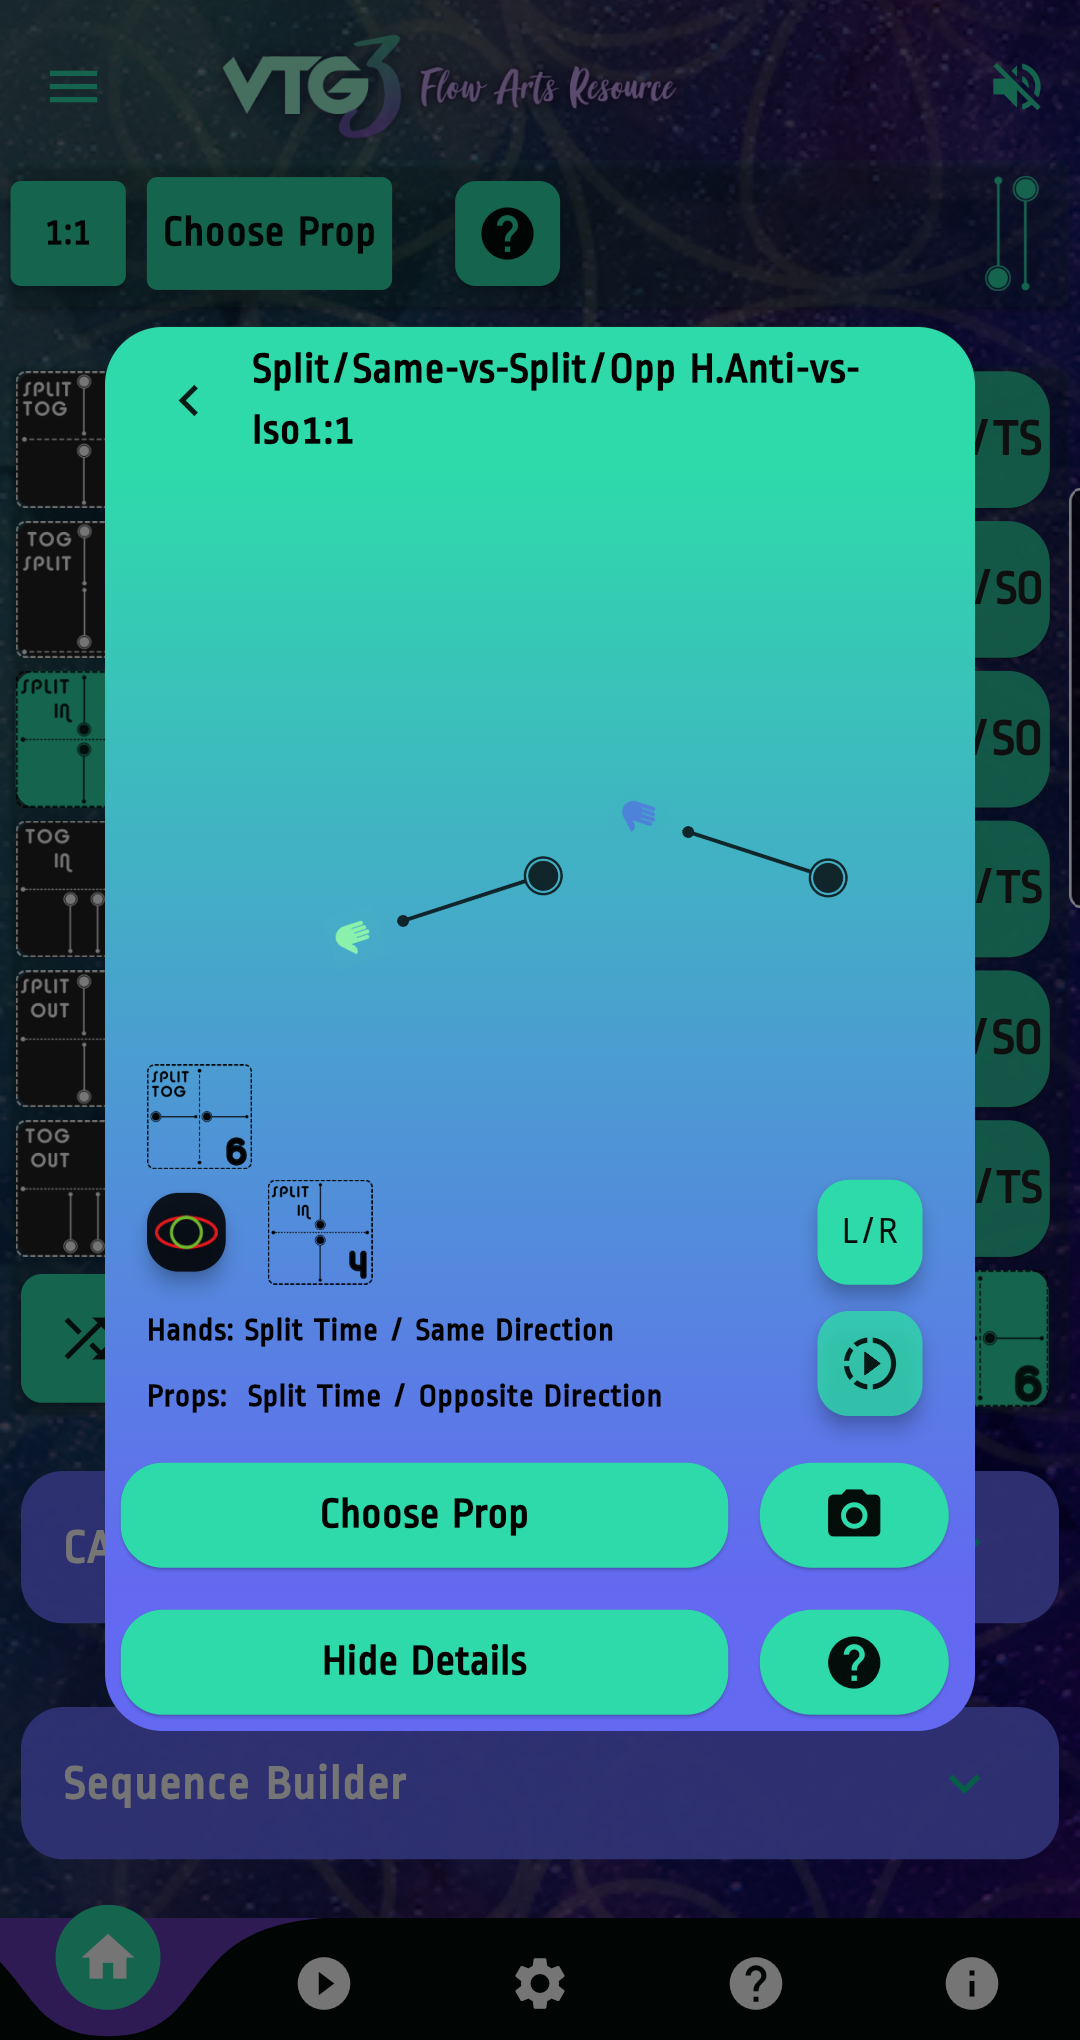 VTG3 Flow Arts Resource
1:1
Choose Prop
Split/Same-vs-Split/Opp H.Anti-vs-
Iso1:1
SPLIT
TOG
/TS
TOG
SPLIT
/SO
SPLIT
IN
/SO
TOG
IN
/TS
SPLIT
OUT
/SO
TOG
OUT
/TS
SPLIT
TOG
6
SPLIT
IN
4
L/R
Hands: Split Time / Same Direction
Props: Split Time / Opposite Direction
6
Choose Prop
CA
Hide Details
Sequence Builder